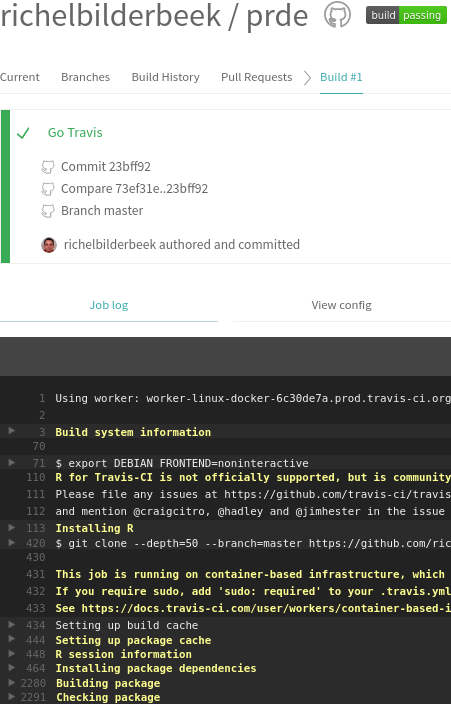 richelbilderbeek / prde build passing
Current Branches Build History Pull Requests Build #1
Go Travis
Commit 23bff92
Compare 73ef31e..23bff92
Branch master
richelbilderbeek authored and committed
Job log View config
1 Using worker: worker-linux-docker-6c30de7a.prod.travis-ci.org
2
3 Build system information
70
71 $ export DEBIAN_FRONTEND=noninteractive
110 R for Travis-CI is not officially supported, but is community
111 Please file any issues at https://github.com/travis-ci/travis
112 and mention @craigcitro, @hadley and @jimhester in the issue
113 Installing R
420 $ git clone --depth=50 --branch=master https://github.com/ric
430
431 This job is running on container-based infrastructure, which
432 If you require sudo, add 'sudo: required' to your .travis.yml
433 See https://docs.travis-ci.com/user/workers/container-based-i
434 Setting up build cache
444 Setting up package cache
448 R session information
464 Installing package dependencies
2280 Building package
2291 Checking package